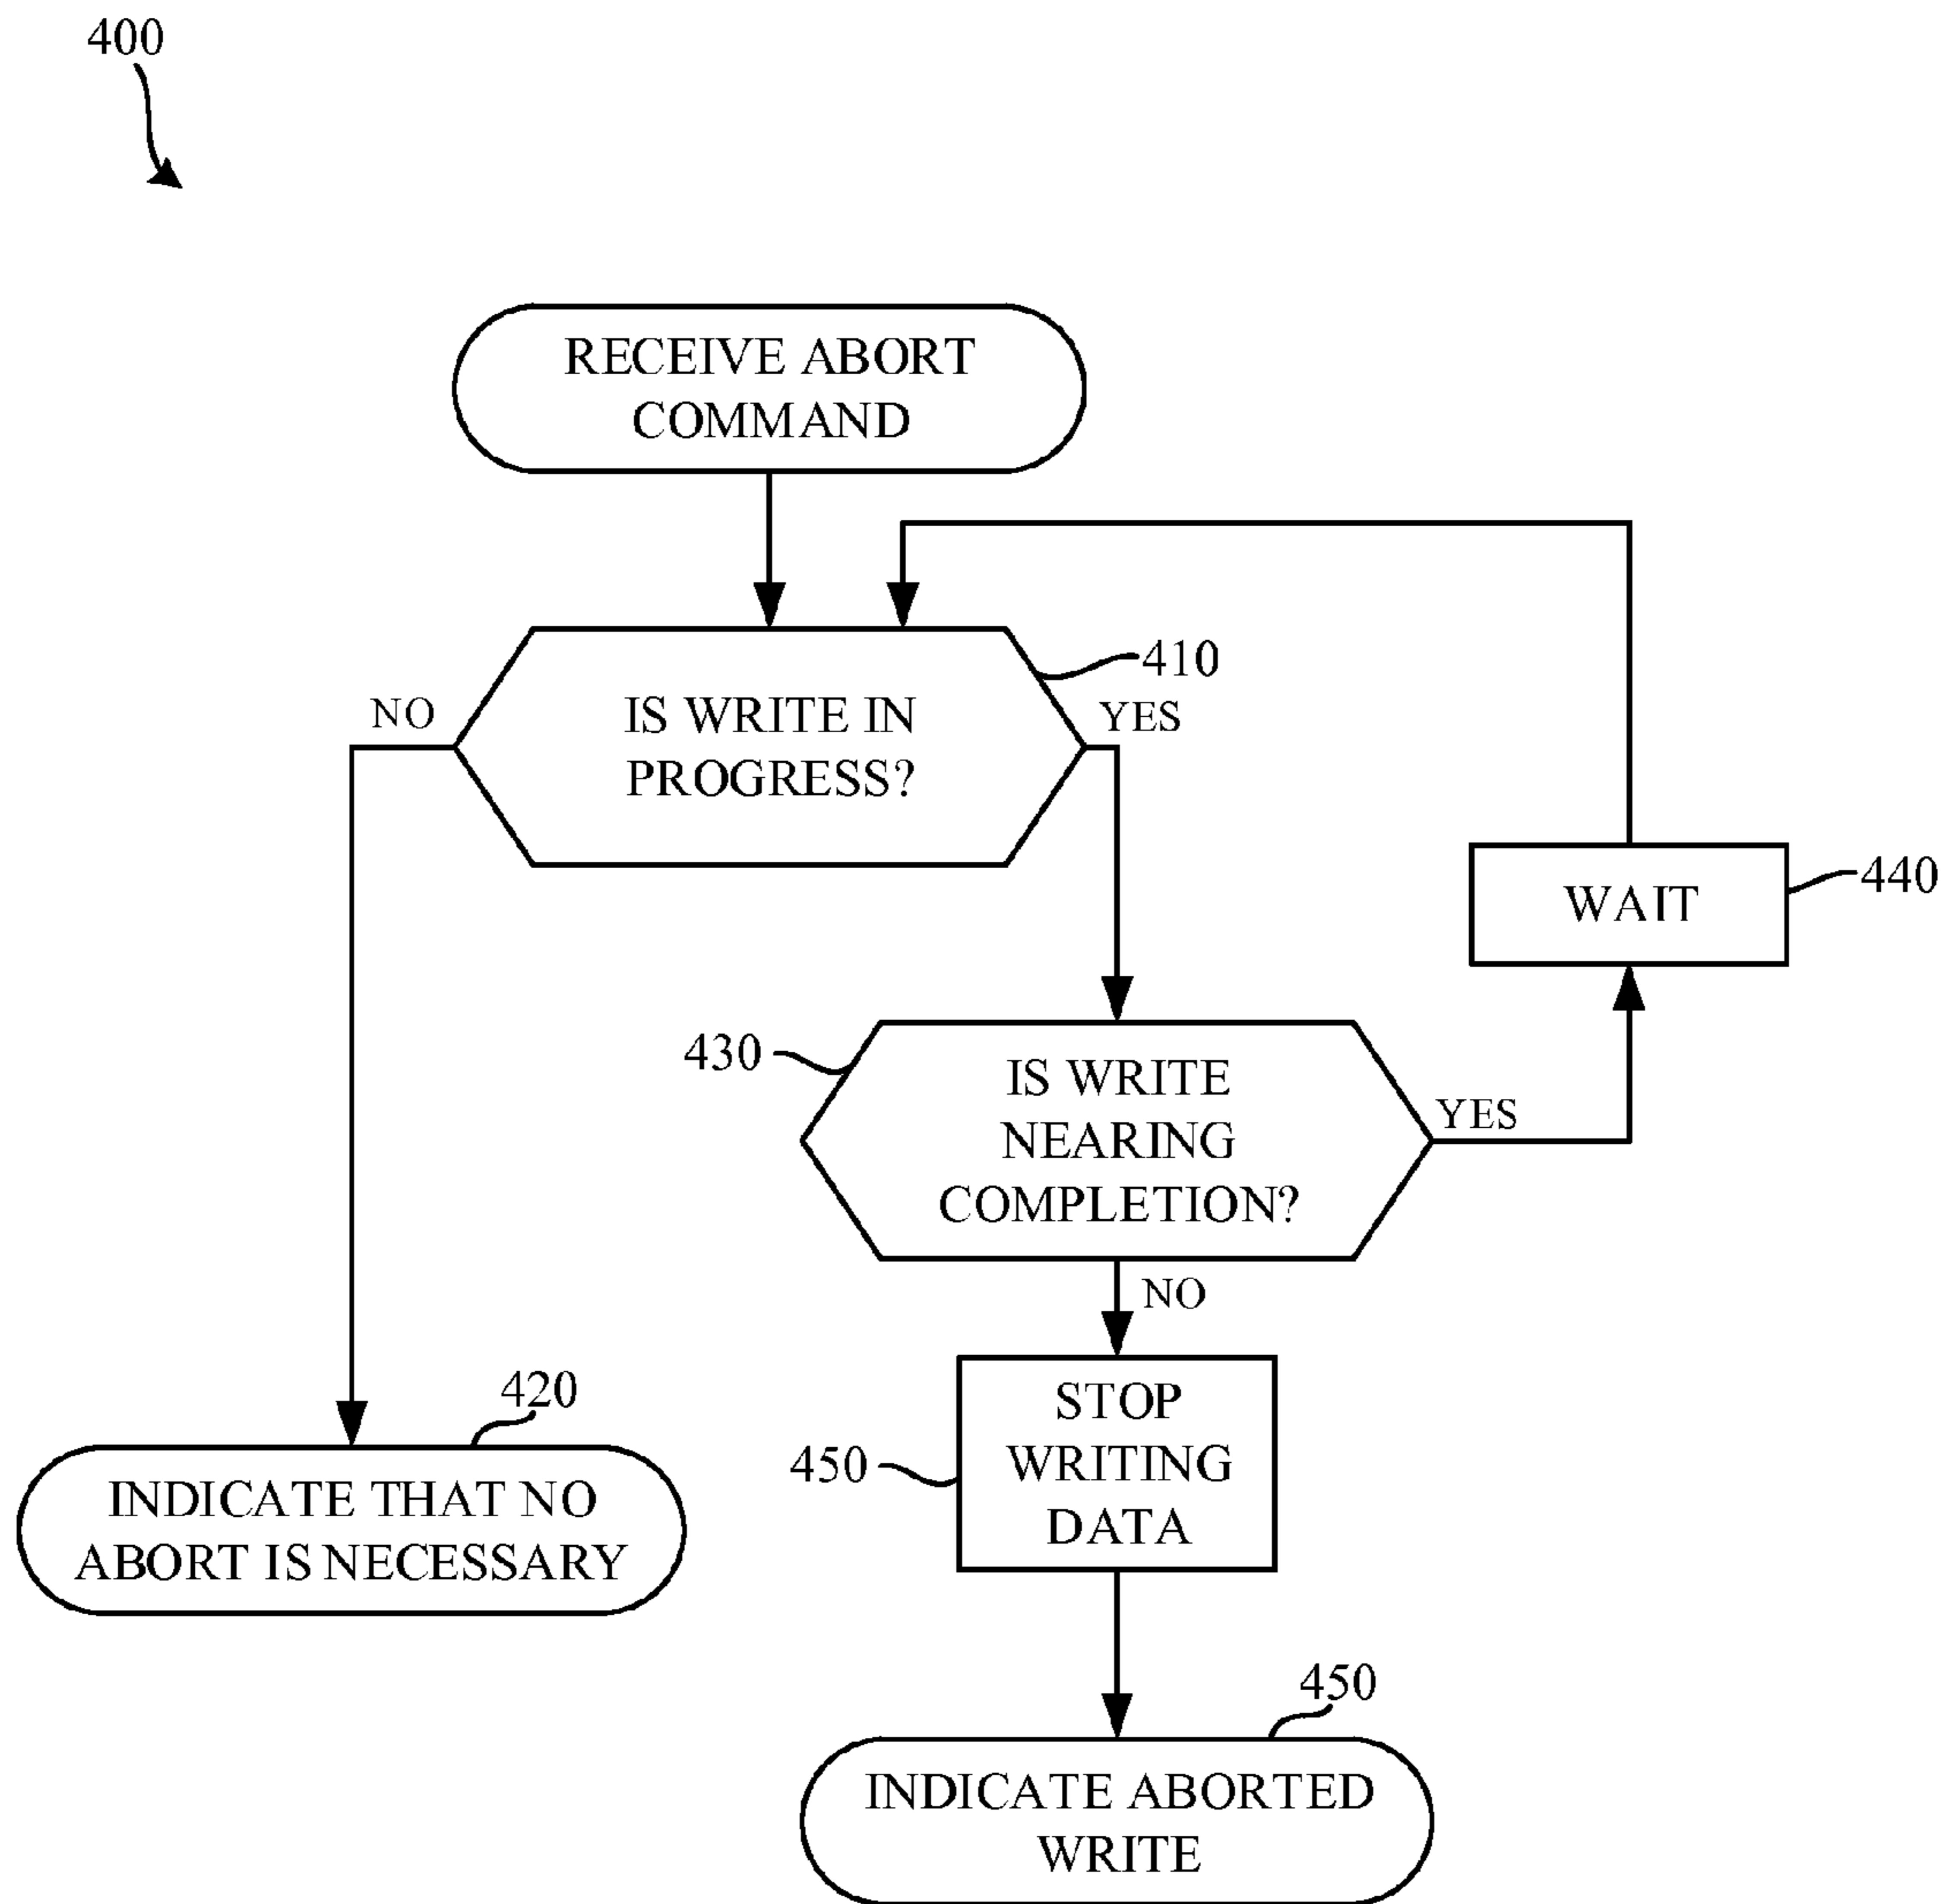 400
RECEIVE ABORT
COMMAND
410
NO
YES
IS WRITE IN
PROGRESS?
440
WAIT
430
IS WRITE
NEARING
COMPLETION?
YES
NO
420
INDICATE THAT NO
ABORT IS NECESSARY
450
STOP
WRITING
DATA
450
INDICATE ABORTED
WRITE